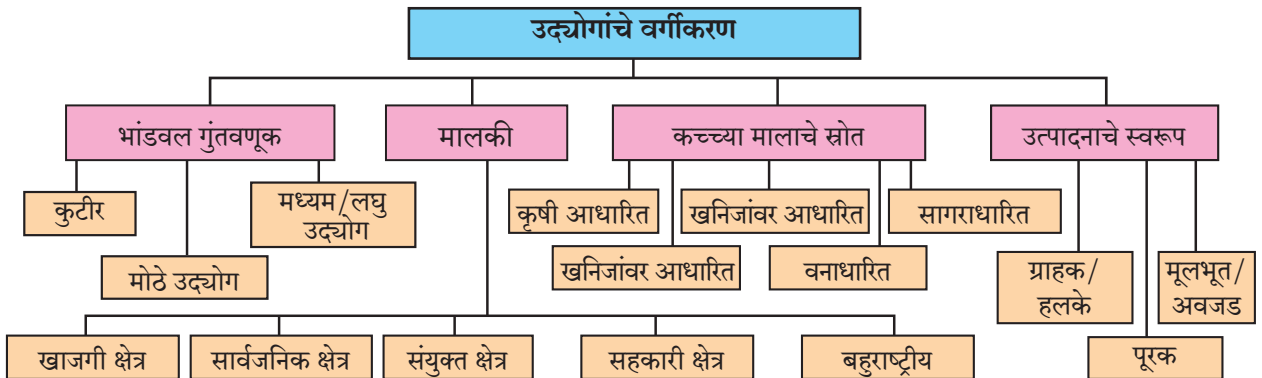 उद्योगांचे वर्गीकरण
भांडवल गुंतवणूक
मालकी
कच्च्या मालाचे स्रोत
उत्पादनाचे स्वरूप
कुटीर
मध्यम/लघु
उद्योग
मोठे उद्योग
कृषी आधारित
खनिजांवर आधारित
सागराधारित
खनिजांवर आधारित
वनाधारित
ग्राहक/
हलके
मूलभूत/
अवजड
पूरक
खाजगी क्षेत्र
सार्वजनिक क्षेत्र
संयुक्त क्षेत्र
सहकारी क्षेत्र
बहुराष्ट्रीय